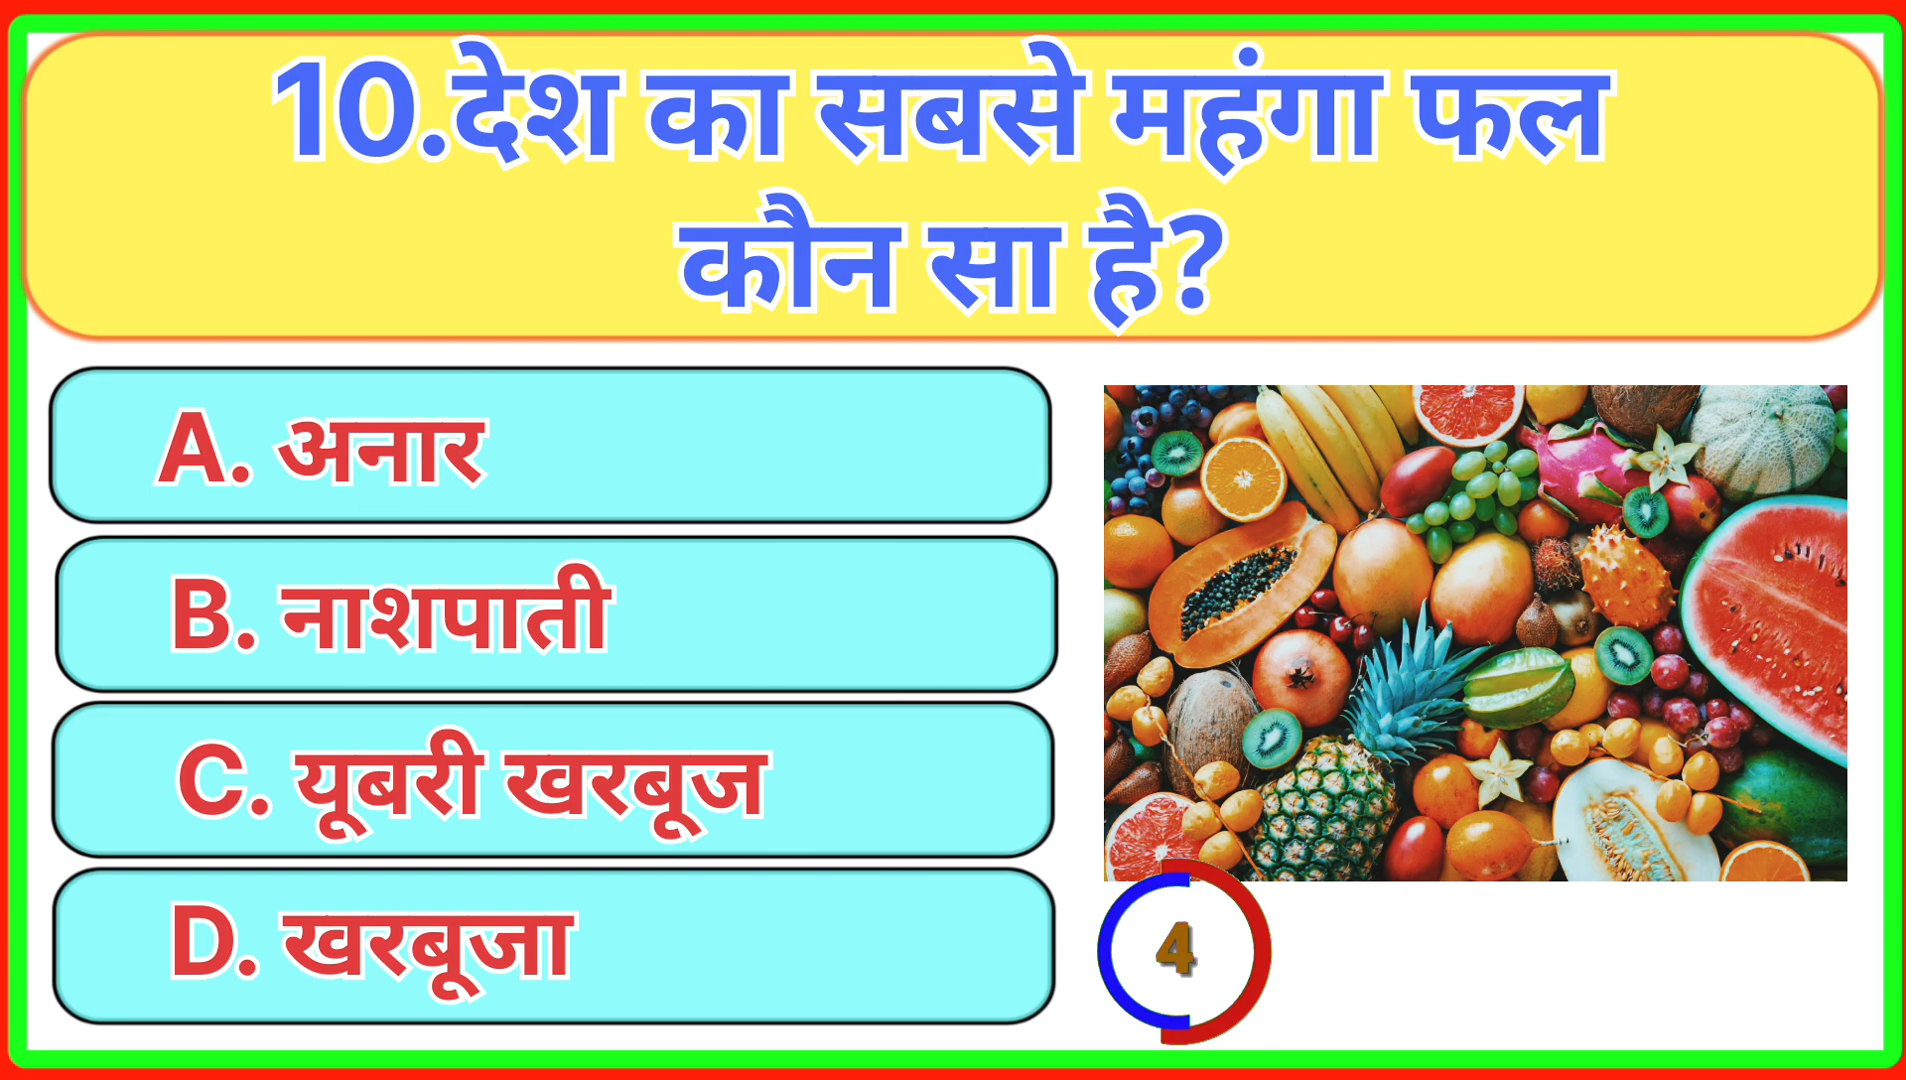 10.देश का सबसे महंगा फल
कौन सा है?
A. अनार
B. नाशपाती
C. यूबरी खरबूज
D. खरबूजा
4